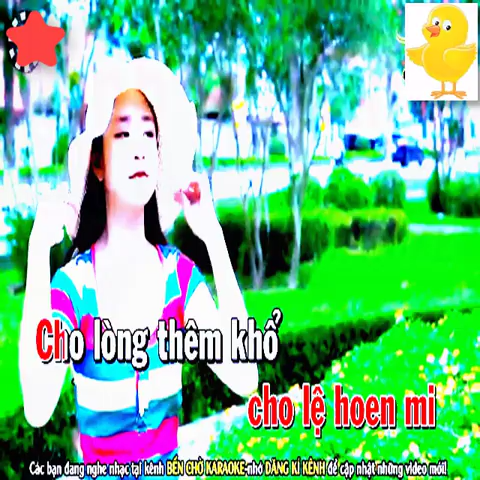 Cho lòng thêm khổ
cho lệ hoen mi
Các bạn đang nghe nhạc tại kênh BẾN CHỜ KARAOKE-nhớ ĐĂNG KÍ KÊNH để cập nhật những video mới!